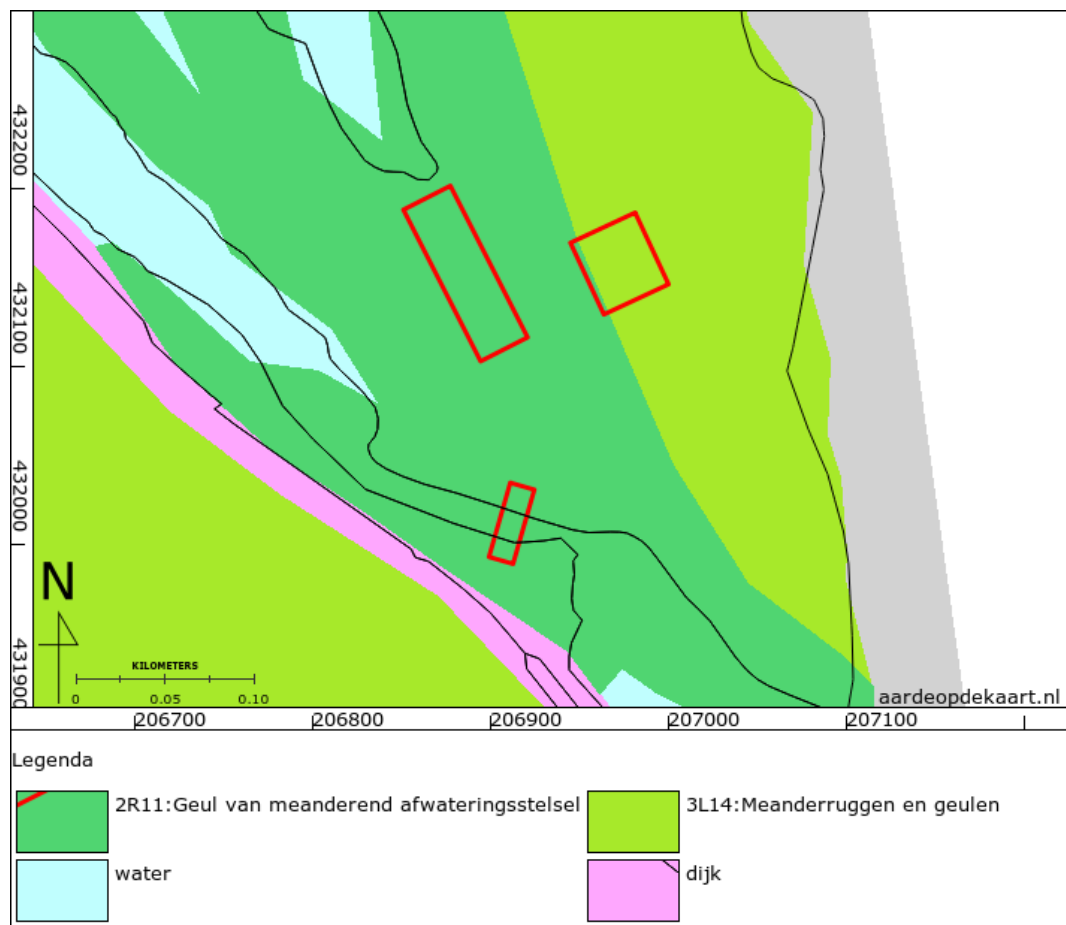 432200
432100
432000
431900
N
KILOMETERS
0 0.05 0.10
aardeopdekaart.nl
206700 206800 206900 207000 207100
Legenda
2R11:Geul van meanderend afwateringsstelsel
3L14:Meanderruggen en geulen
water
dijk